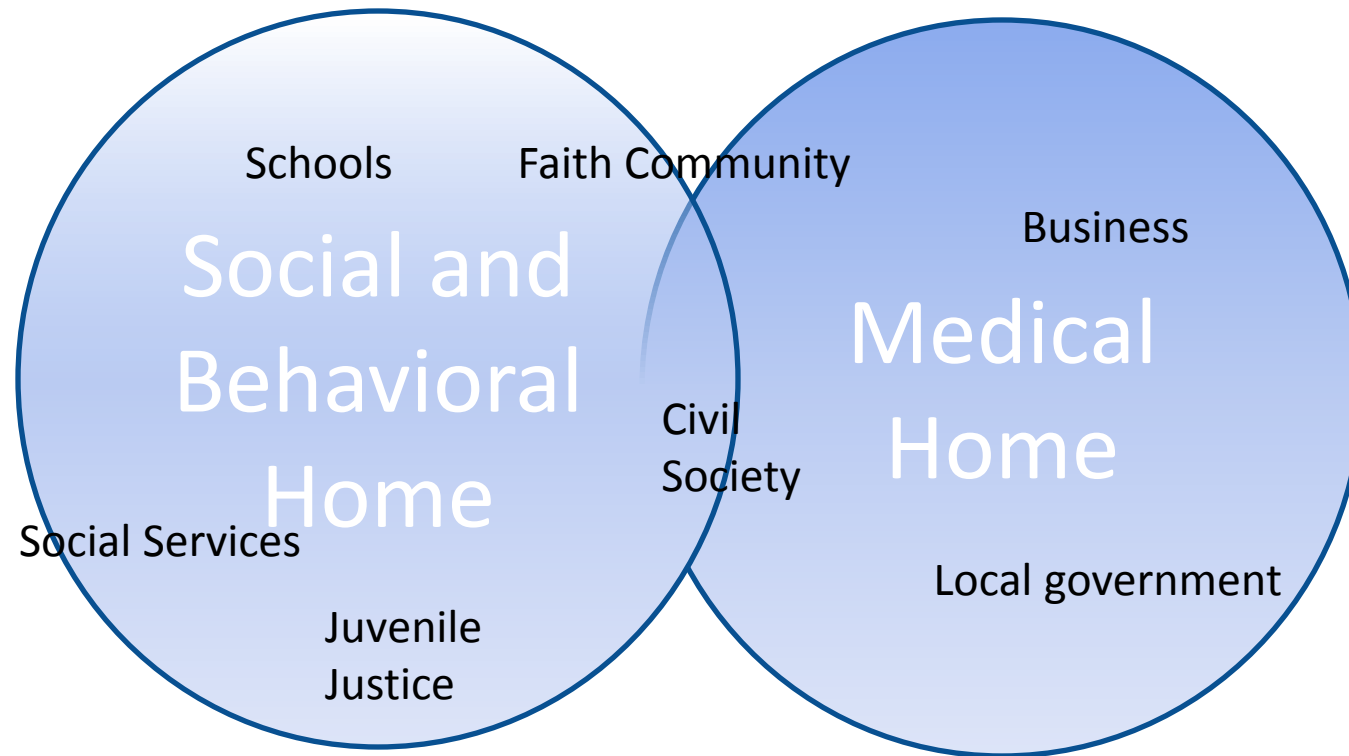 Schools
Faith Community
Business
Social and
Behavioral
Home
Medical
Home
Civil
Society
Social Services
Local government
Juvenile
Justice